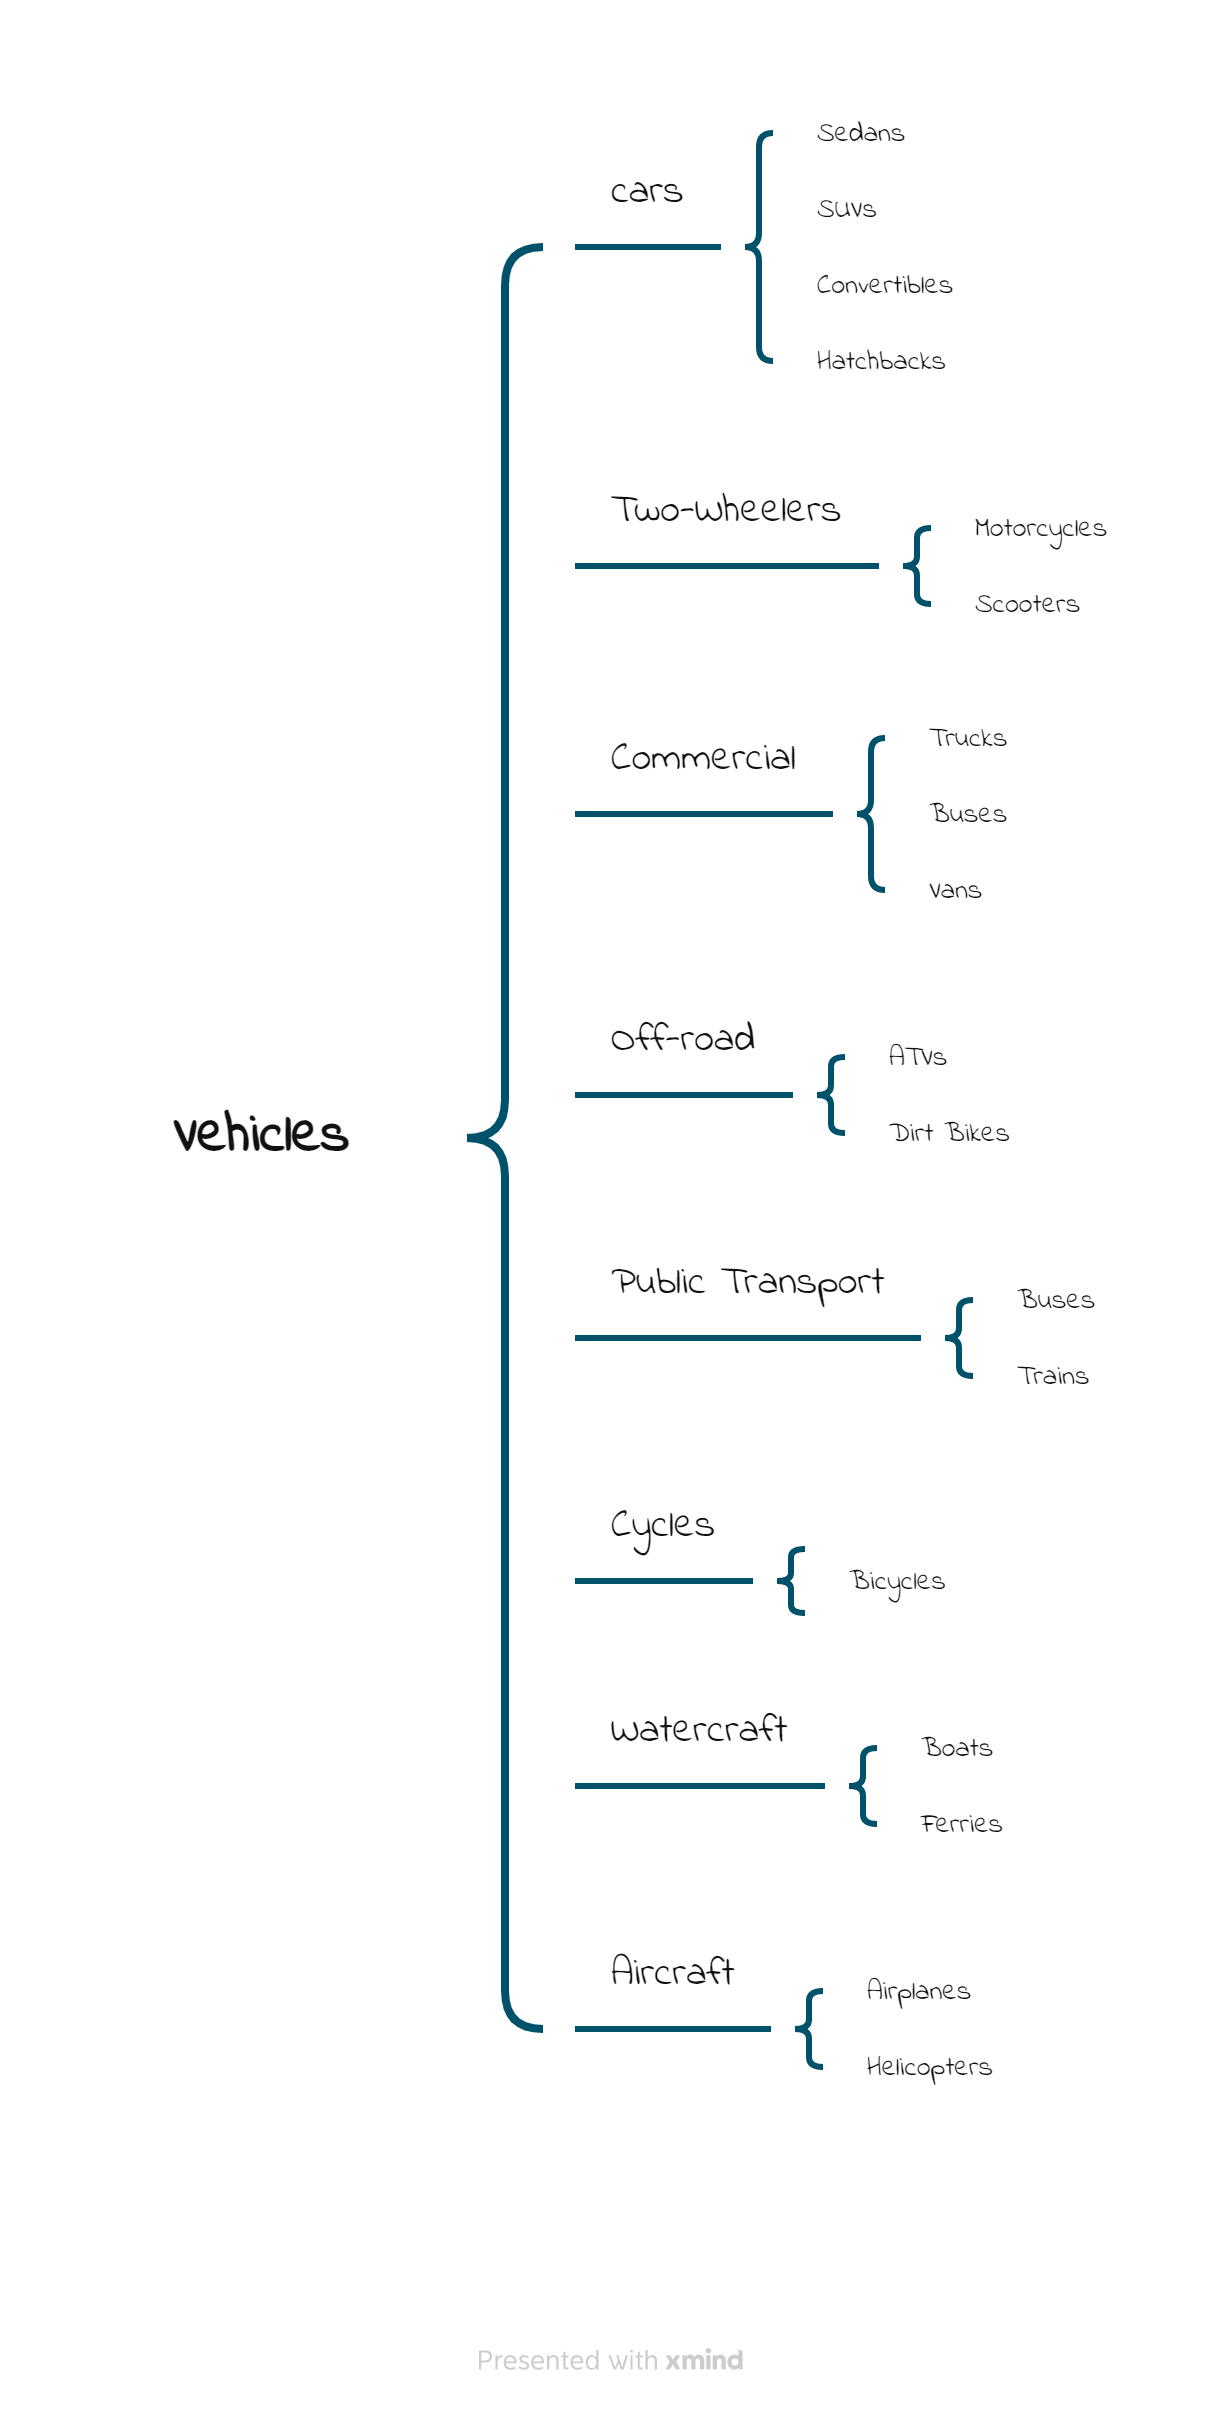 cars
Sedans
SUVs
Convertibles
Hatchbacks
Two-wheelers
Motorcycles
Scooters
Commercial
Trucks
Buses
Vans
Off-road
ATVs
Dirt Bikes
vehicles
Public Transport
Buses
Trains
Cycles
Bicycles
Watercraft
Boats
Ferries
Aircraft
Airplanes
Helicopters
Presented with xmind